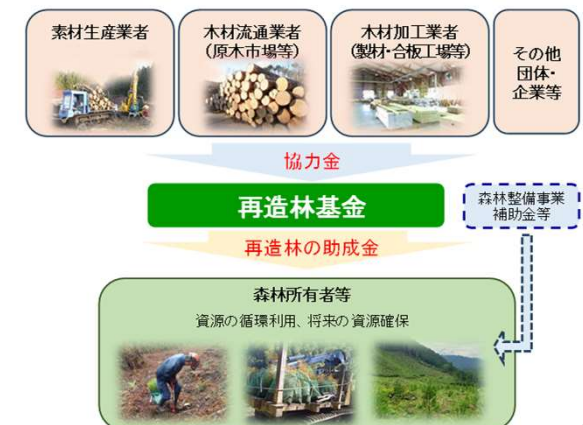 素材生産業者
木材流通業者
(原木市場等)
木材加工業者
(製材・合板工場等)
その他
団体・
企業等
協力金
再造林基金
森林整備事業
補助金等
再造林の助成金
森林所有者等
資源の循環利用、将来の資源確保